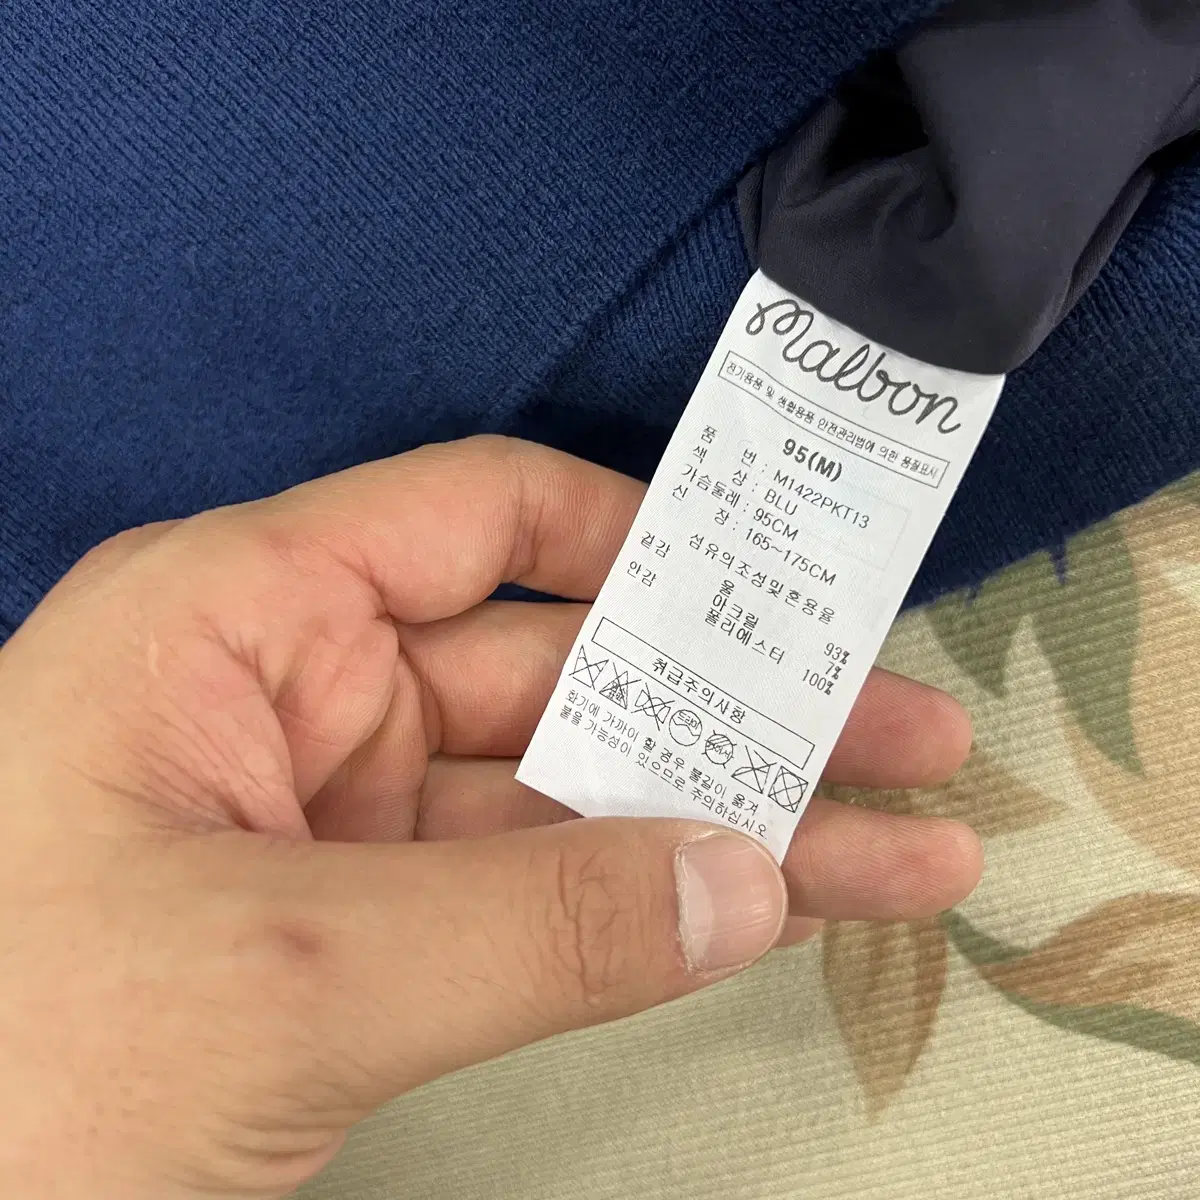 malbon
전기용품 및 생활용품 안전관리법에 의한 품질표시
95(M)
품 번 : M1422PKT13
색 상 : BLU
가슴둘레 : 95CM
신 장 : 165~175CM
섬유의조성및혼용율
겉감 울 93%
아크릴 7%
안감 폴리에스터 100%
취급주의사항
드라이
화기에 가까이 할 경우 불길이 옮겨
붙을 가능성이 있으므로 주의하십시오